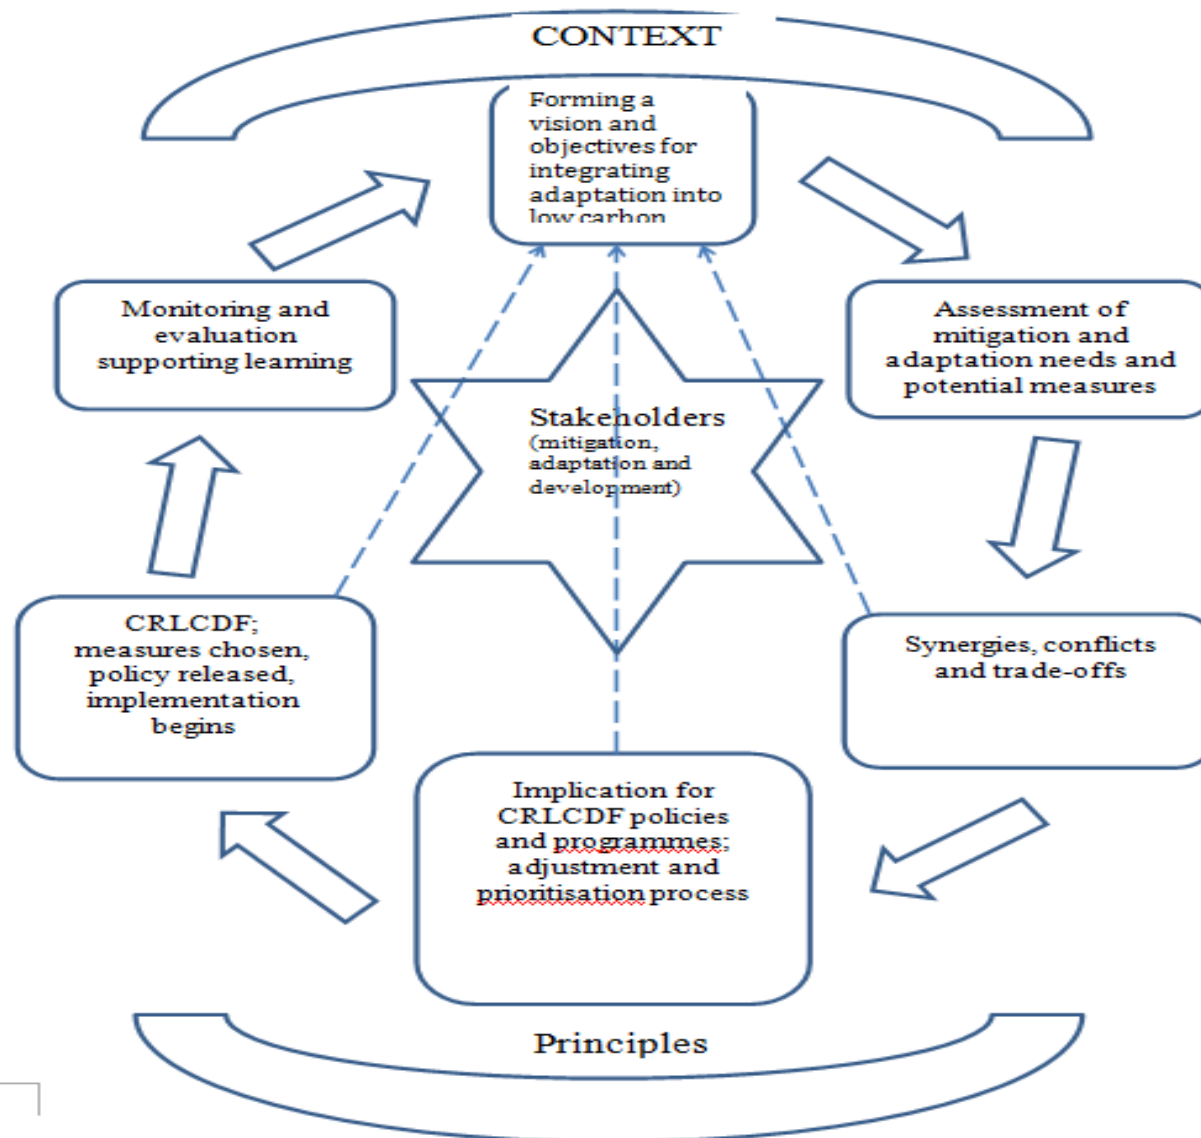 CONTEXT
Forming a
vision and
objectives for
integrating
adaptation into
low carbon
Monitoring and
evaluation
supporting learning
Assessment of
mitigation and
adaptation needs and
potential measures
Stakeholders
(mitigation,
adaptation and
development)
CRLCDF;
measures chosen,
policy released,
implementation
begins
Synergies, conflicts
and trade-offs
Implication for
CRLCDF policies
and programmes;
adjustment and
prioritisation process
Principles